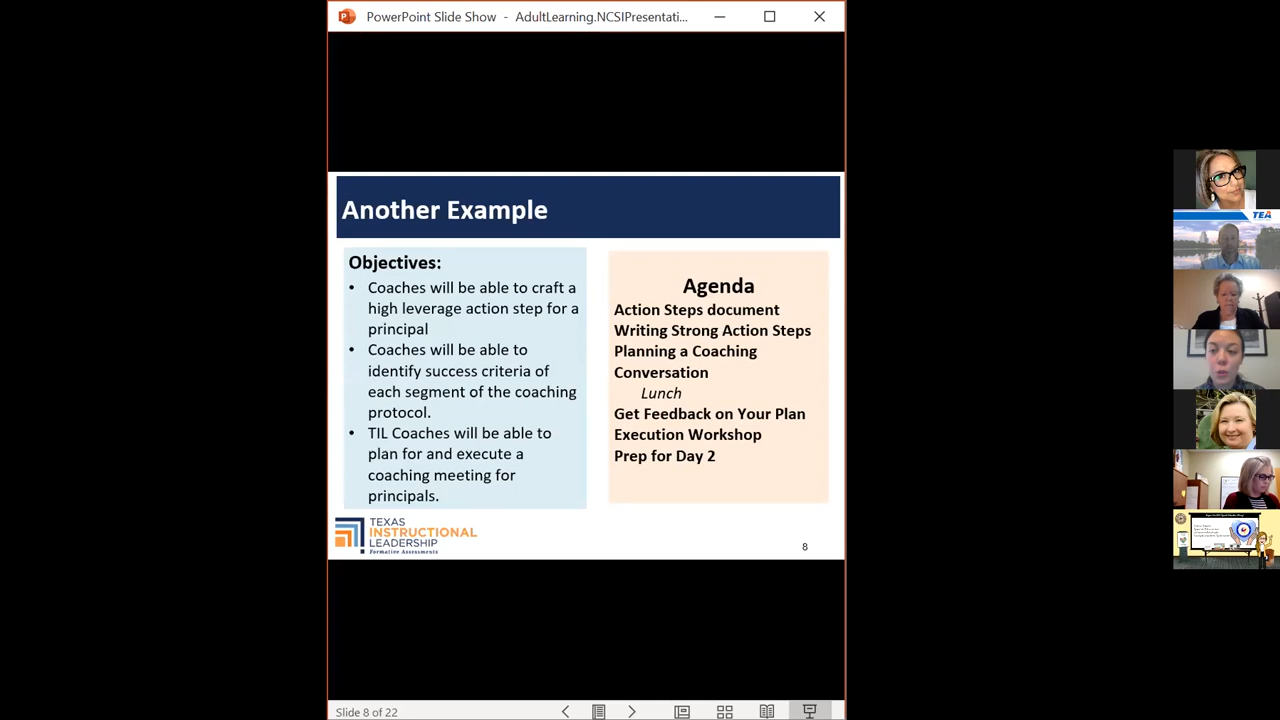 PowerPoint Slide Show - AdultLearning.NCSIPresentati...
Another Example
Objectives:
• Coaches will be able to craft a
high leverage action step for a
principal
• Coaches will be able to
identify success criteria of
each segment of the coaching
protocol.
• TIL Coaches will be able to
plan for and execute a
coaching meeting for
principals.
Agenda
Action Steps document
Writing Strong Action Steps
Planning a Coaching
Conversation
Lunch
Get Feedback on Your Plan
Execution Workshop
Prep for Day 2
TEXAS
INSTRUCTIONAL
LEADERSHIP
Formative Assessments
8
Slide 8 of 22
TEA